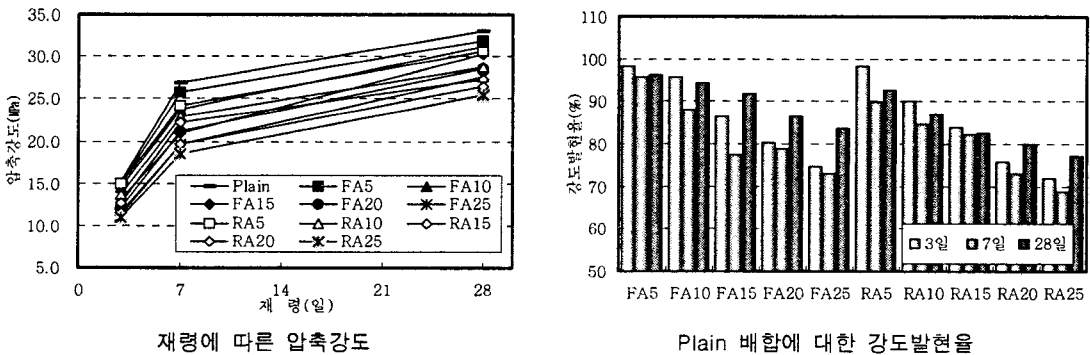 압축강도(MPa)
35.0
30.0
25.0
20.0
15.0
10.0
5.0
Plain FA5 FA10
FA15 FA20 FA25
RA5 RA10 RA15
RA20 RA25
0 7 14 21 28
재 령(일)
재령에 따른 압축강도
강도발현율(%)
110
100
90
80
70
60
50
3일 7일 28일
FA5 FA10 FA15 FA20 FA25 RA5 RA10 RA15 RA20 RA25
Plain 배합에 대한 강도발현율